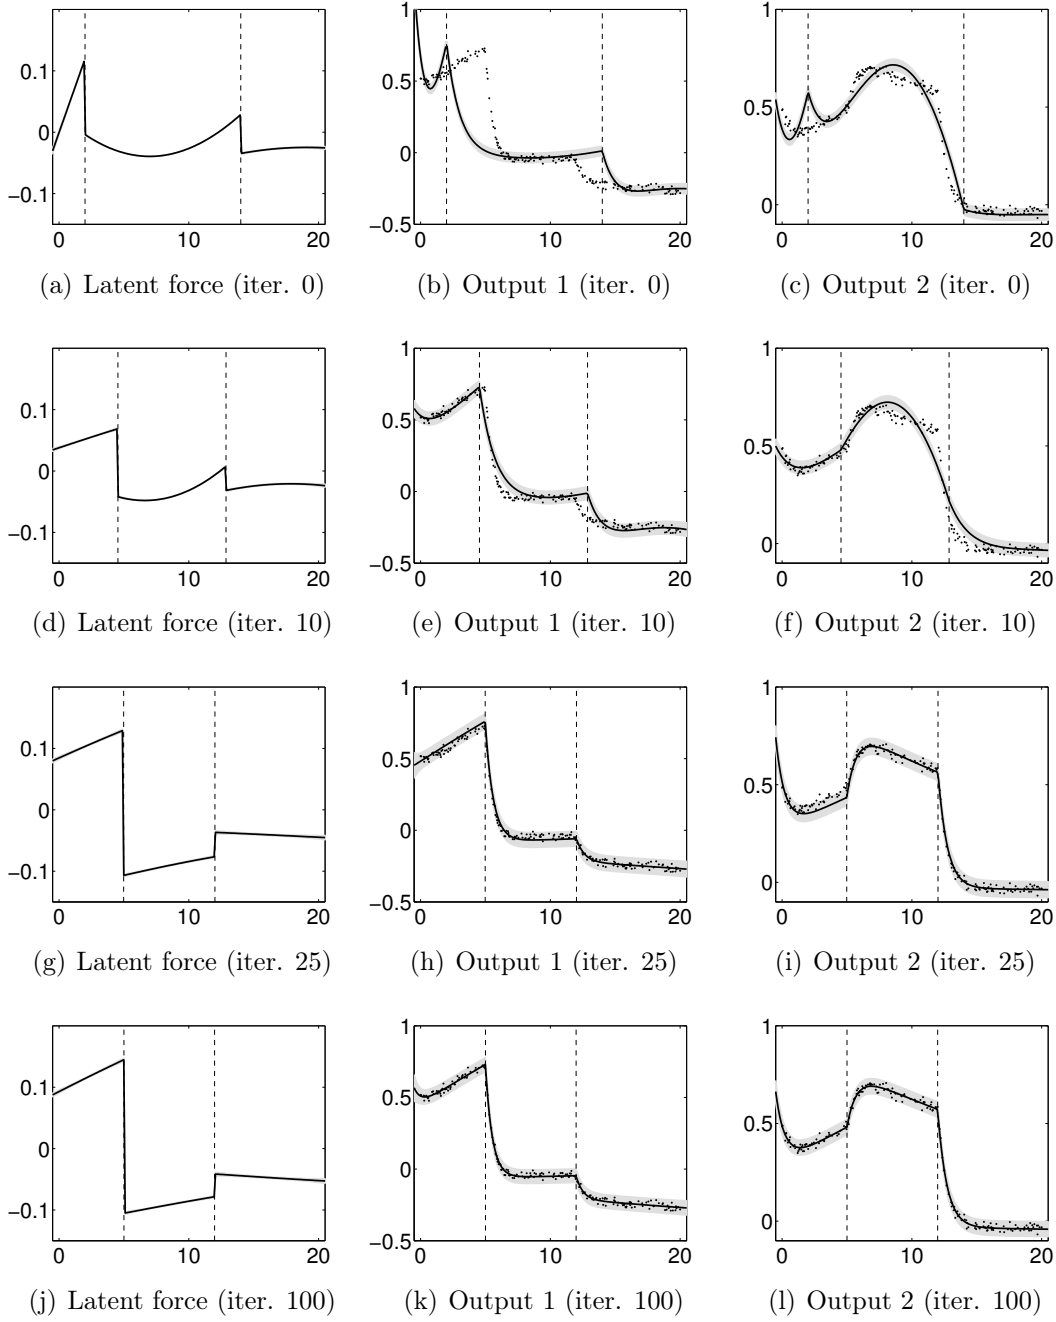 0.1
0
−0.1
0 10 20
(a) Latent force (iter. 0)
1
0.5
0
−0.5
0 10 20
(b) Output 1 (iter. 0)
1
0.5
0
0 10 20
(c) Output 2 (iter. 0)
0.1
0
−0.1
0 10 20
(d) Latent force (iter. 10)
1
0.5
0
−0.5
0 10 20
(e) Output 1 (iter. 10)
1
0.5
0
0 10 20
(f) Output 2 (iter. 10)
0.1
0
−0.1
0 10 20
(g) Latent force (iter. 25)
1
0.5
0
−0.5
0 10 20
(h) Output 1 (iter. 25)
1
0.5
0
0 10 20
(i) Output 2 (iter. 25)
0.1
0
−0.1
0 10 20
(j) Latent force (iter. 100)
1
0.5
0
−0.5
0 10 20
(k) Output 1 (iter. 100)
1
0.5
0
0 10 20
(l) Output 2 (iter. 100)